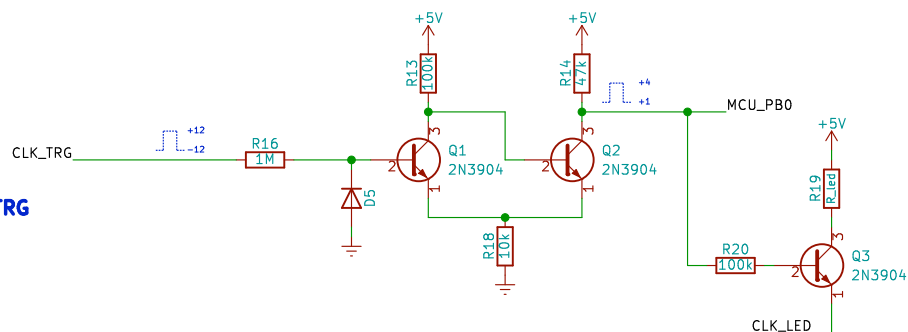 +5V
+5V
R13
100k
R14
47k
+4
+1
MCU_PB0
+12
-12
CLK_TRG
R16
1M
2
3
1
Q1
2N3904
2
3
1
Q2
2N3904
D5
TRG
R18
10k
+5V
R19
R_led
R20
100k
2
3
1
Q3
2N3904
CLK_LED